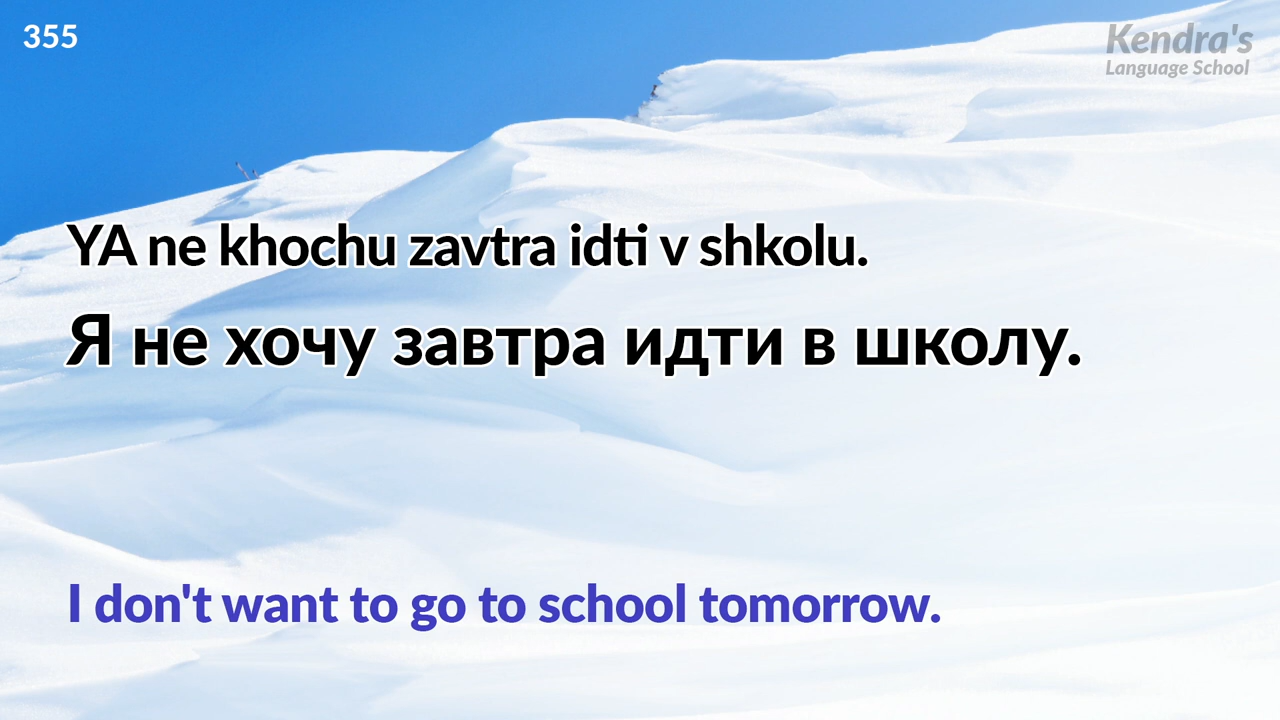 355
Kendra's
Language School
YA ne khochu zavtra idti v shkolu.
Я не хочу завтра идти в школу.
I don't want to go to school tomorrow.